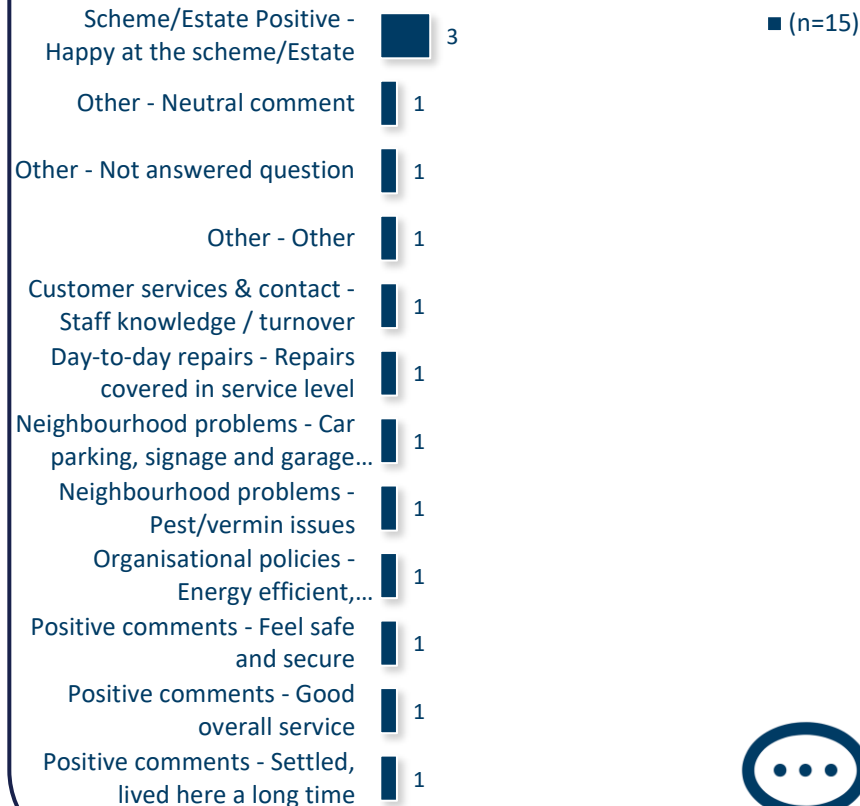 Scheme/Estate Positive -
Happy at the scheme/Estate
3
(n=15)
Other - Neutral comment
1
Other - Not answered question
1
Other - Other
1
Customer services & contact -
Staff knowledge / turnover
1
Day-to-day repairs - Repairs
covered in service level
1
Neighbourhood problems - Car
parking, signage and garage…
1
Neighbourhood problems -
Pest/vermin issues
1
Organisational policies -
Energy efficient,…
1
Positive comments - Feel safe
and secure
1
Positive comments - Good
overall service
1
Positive comments - Settled,
lived here a long time
1